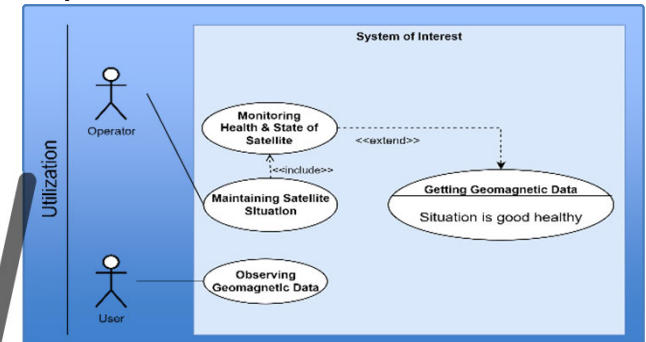 System of Interest
Utilization
Operator
Monitoring
Health & State of
Satellite
<<extend>>
<<include>>
Maintaining Satellite
Situation
Getting Geomagnetic Data
Situation is good healthy
User
Observing
Geomagnetic Data